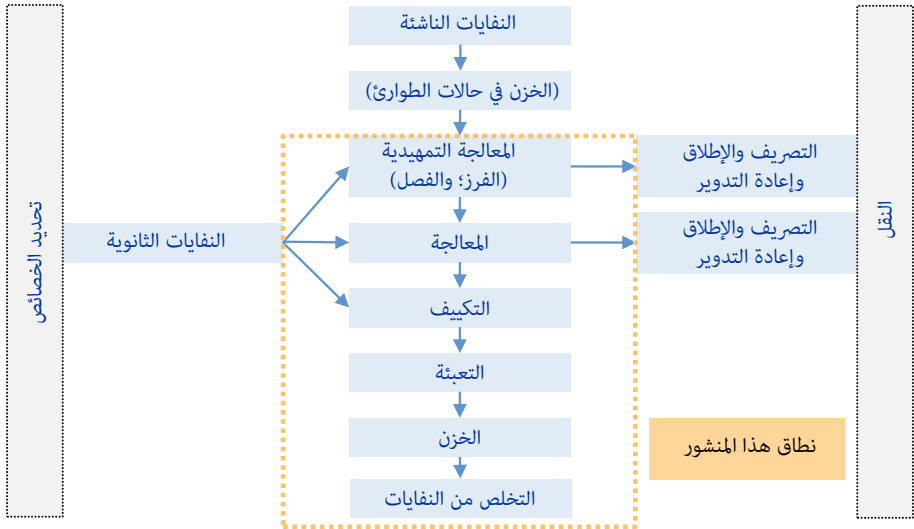 النفايات الناشئة
(الخزن في حالات الطوارئ)
المعالجة التمهيدية
(الفرز؛ والفصل)
التصريف والإطلاق
وإعادة التدوير
النقل
تحديد الخصائص
النفايات الثانوية
المعالجة
التصريف والإطلاق
وإعادة التدوير
التكييف
التعبئة
الخزن
نطاق هذا المنشور
التخلص من النفايات